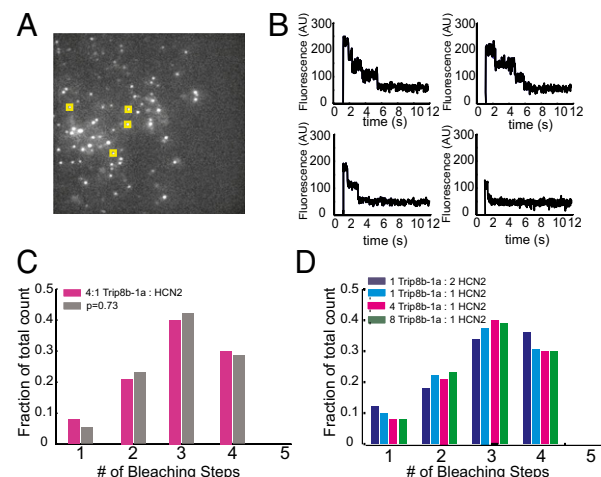 A
B
Fluorescence (AU)
300
200
100
0
0 2 4 6 8 10 12
time (s)
Fluorescence (AU)
300
200
100
0
0 2 4 6 8 10 12
time (s)
Fluorescence (AU)
400
300
200
100
0
0 2 4 6 8 10 12
time (s)
Fluorescence (AU)
400
300
200
100
0
0 2 4 6 8 10 12
time (s)
C
Fraction of total count
0.5
0.4
0.3
0.2
0.1
0
4:1 Trip8b-1a : HCN2
p=0.73
1 2 3 4 5
# of Bleaching Steps
D
Fraction of total count
0.5
0.4
0.3
0.2
0.1
0
1 Trip8b-1a : 2 HCN2
1 Trip8b-1a : 1 HCN2
4 Trip8b-1a : 1 HCN2
8 Trip8b-1a : 1 HCN2
1 2 3 4 5
# of Bleaching Steps